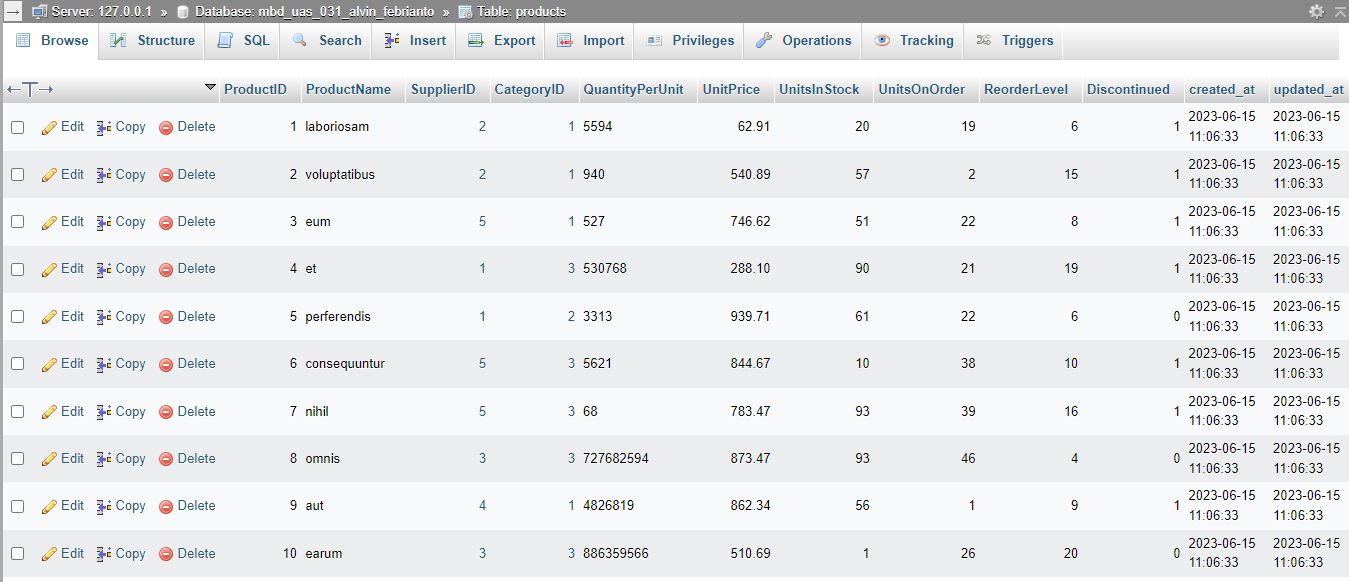 Server: 127.0.0.1 » Database: mbd_uas_031_alvin_febrianto » Table: products
Browse Structure SQL Search Insert Export Import Privileges Operations Tracking Triggers
ProductID ProductName SupplierID CategoryID QuantityPerUnit UnitPrice UnitsInStock UnitsOnOrder ReorderLevel Discontinued created_at updated_at
Edit Copy Delete 1 laboriosam 2 1 5594 62.91 20 19 6 1 2023-06-15 11:06:33 2023-06-15 11:06:33
Edit Copy Delete 2 voluptatibus 2 1 940 540.89 57 2 15 1 2023-06-15 11:06:33 2023-06-15 11:06:33
Edit Copy Delete 3 eum 5 1 527 746.62 51 22 8 1 2023-06-15 11:06:33 2023-06-15 11:06:33
Edit Copy Delete 4 et 1 3 530768 288.10 90 21 19 1 2023-06-15 11:06:33 2023-06-15 11:06:33
Edit Copy Delete 5 perferendis 1 2 3313 939.71 61 22 6 0 2023-06-15 11:06:33 2023-06-15 11:06:33
Edit Copy Delete 6 consequuntur 5 3 5621 844.67 10 38 10 1 2023-06-15 11:06:33 2023-06-15 11:06:33
Edit Copy Delete 7 nihil 5 3 68 783.47 93 39 16 1 2023-06-15 11:06:33 2023-06-15 11:06:33
Edit Copy Delete 8 omnis 3 3 727682594 873.47 93 46 4 0 2023-06-15 11:06:33 2023-06-15 11:06:33
Edit Copy Delete 9 aut 4 1 4826819 862.34 56 1 9 1 2023-06-15 11:06:33 2023-06-15 11:06:33
Edit Copy Delete 10 earum 3 3 886359566 510.69 1 26 20 0 2023-06-15 11:06:33 2023-06-15 11:06:33